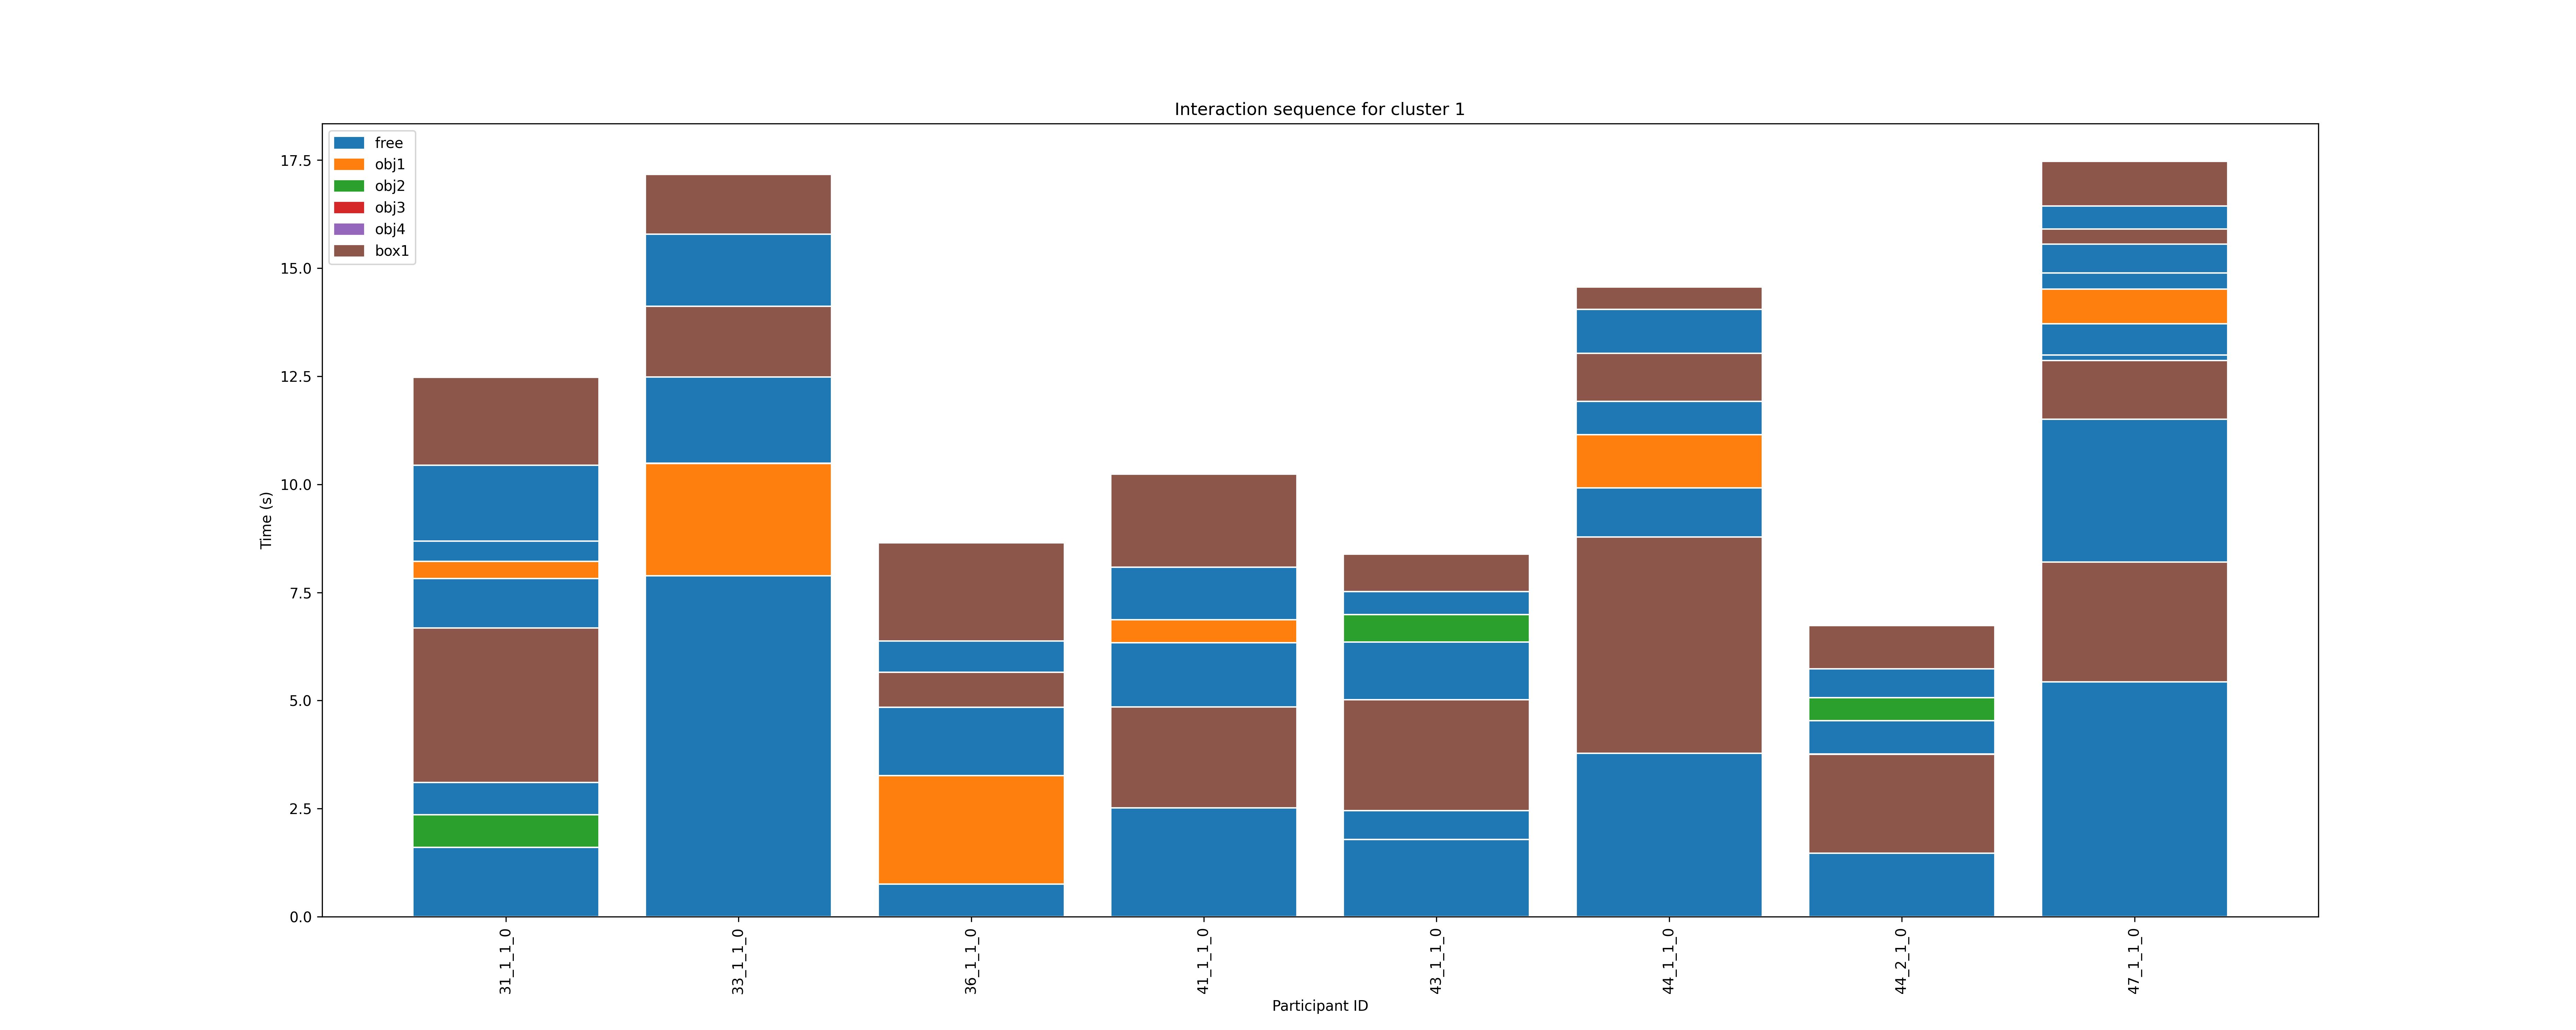 Interaction sequence for cluster 1
free
obj1
obj2
obj3
obj4
box1
17.5
15.0
12.5
10.0
7.5
5.0
2.5
0.0
Time (s)
31_1_1_0
33_1_1_0
36_1_1_0
41_1_1_0
43_1_1_0
44_1_1_0
44_2_1_0
47_1_1_0
Participant ID